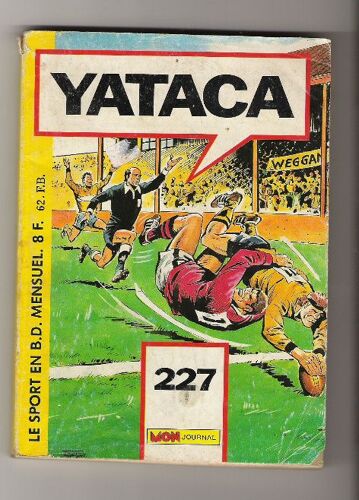 YATACA
WEGGAN
LE SPORT EN B.D. MENSUEL. 8 F. 62. F.B.
227
MON JOURNAL